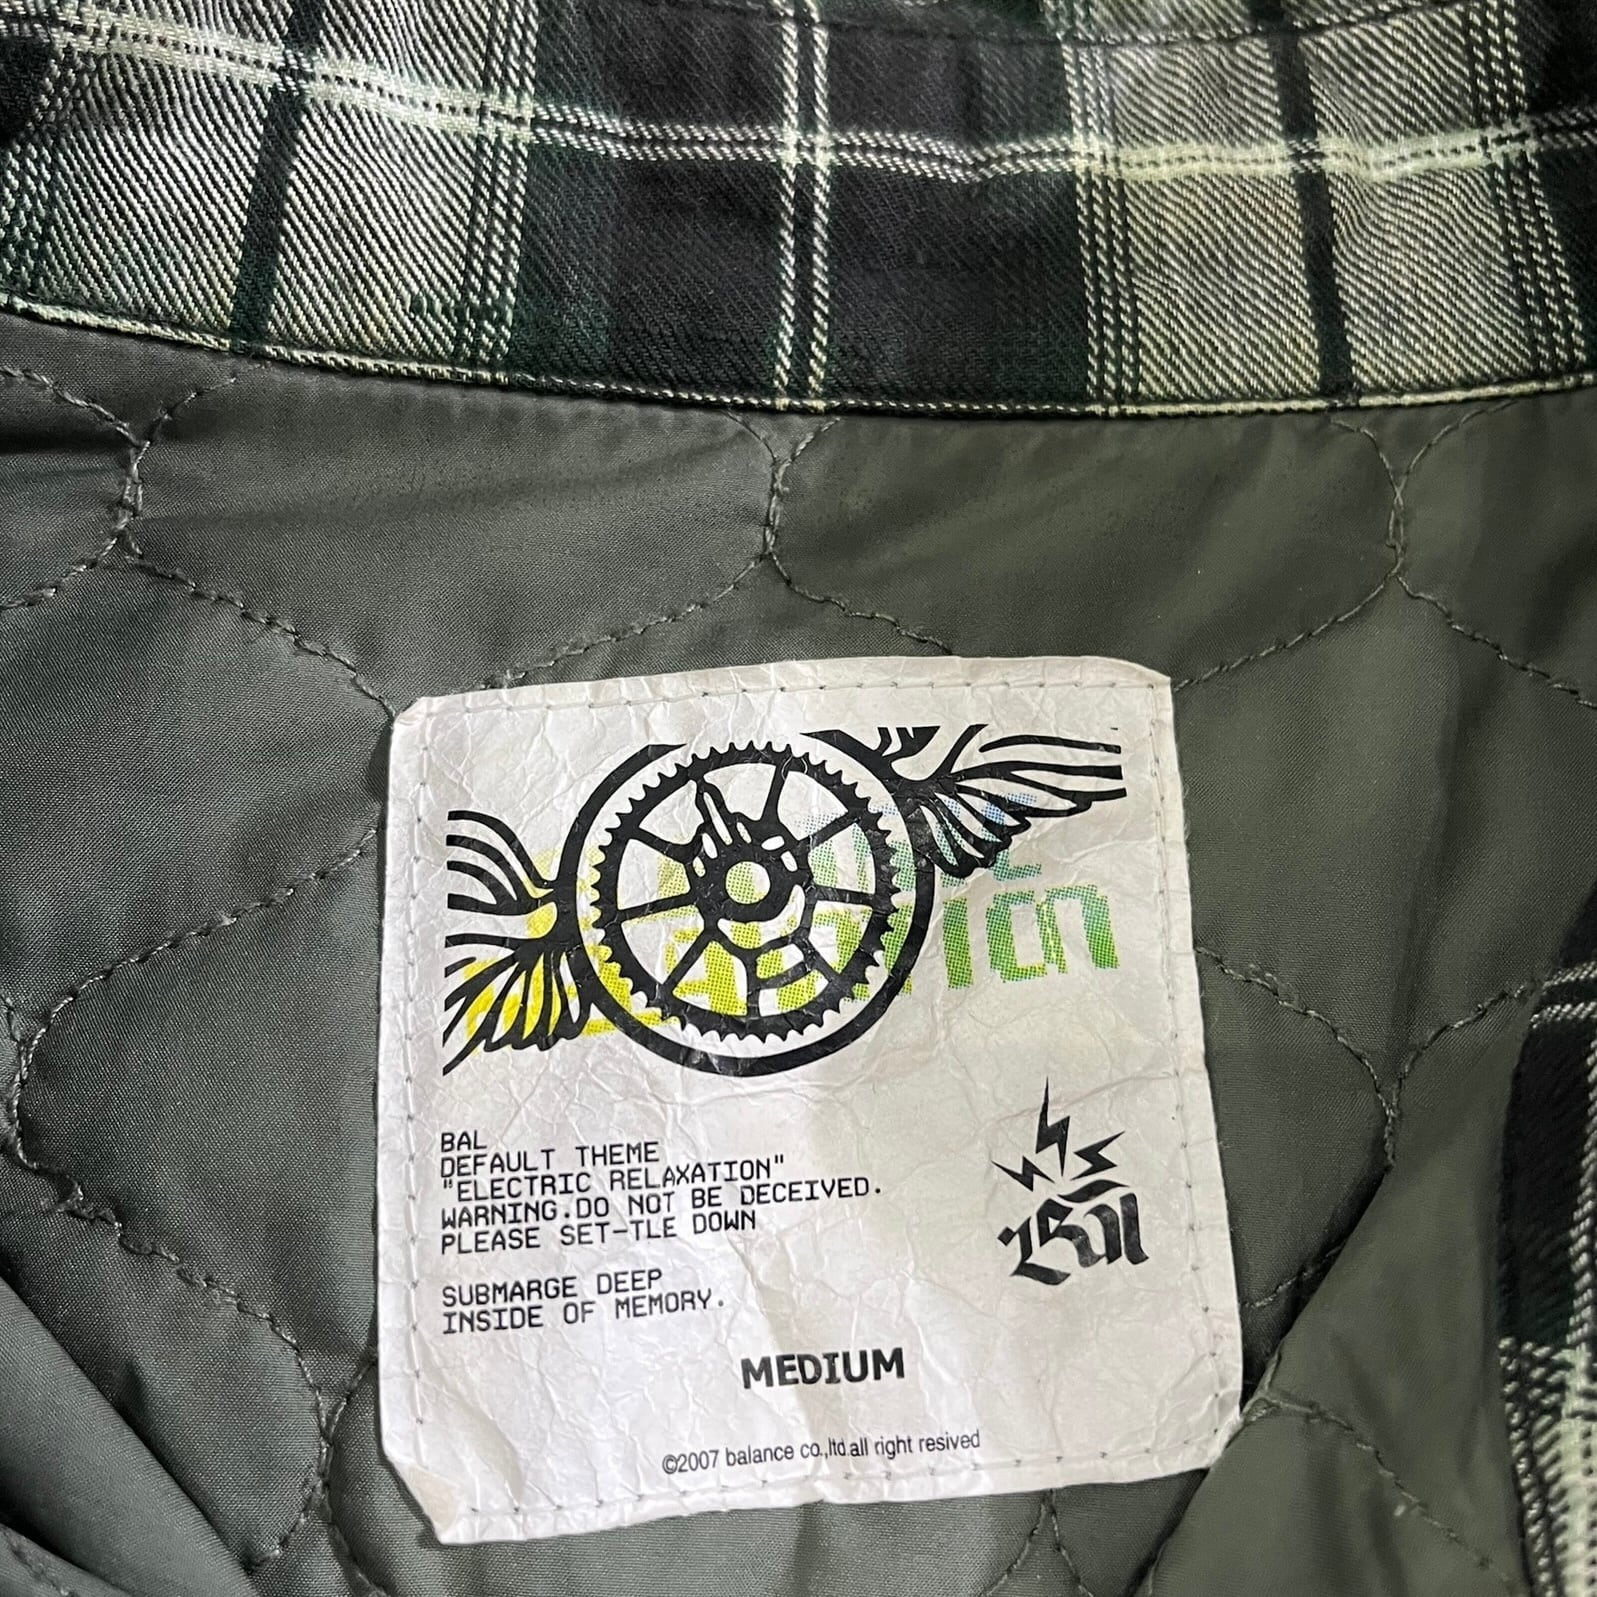 BAL
DEFAULT THEME
"ELECTRIC RELAXATION"
WARNING.DO NOT BE DECEIVED.
PLEASE SET-TLE DOWN
SUBMARGE DEEP
INSIDE OF MEMORY.
Bal
MEDIUM
©2007 balance co.,ltd.all right resived